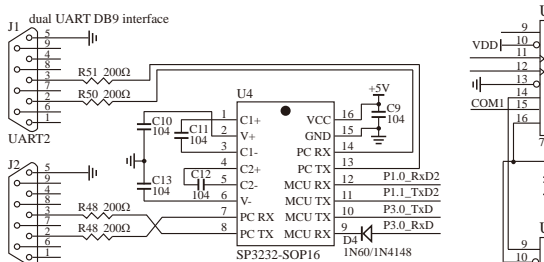 dual UART DB9 interface
J1
5
9
4
8
3
7
2
6
1
R51 200Ω
R50 200Ω
UART2
J2
5
9
4
8
3
7
2
6
1
R48 200Ω
R48 200Ω
C10
104
C11
104
C12
104
C13
104
U4
1 C1+
2 V+
3 C1-
4 C2+
5 C2-
6 V-
7 PC RX
8 PC TX
VCC 16
GND 15
PC RX 14
PC TX 13
MCU RX 12
MCU TX 11
MCU TX 10
MCU RX 9
SP3232-SOP16
+5V
C9
104
P1.0_RxD2
P1.1_TxD2
P3.0_TxD
P3.0_RxD
D4
1N60/1N4148
U
9
VDD 10
11
12
13
14
COM1 15
16
7
U
9
10